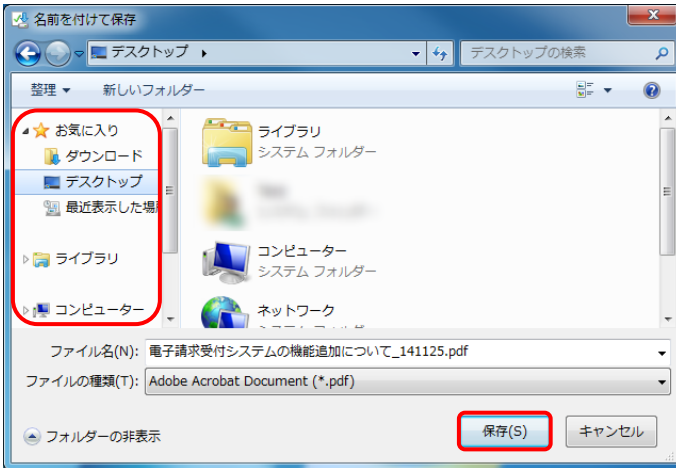 名前を付けて保存
デスクトップ
デスクトップの検索
整理
新しいフォルダー
お気に入り
ダウンロード
デスクトップ
最近表示した場
ライブラリ
コンピューター
ライブラリ
システム フォルダー
コンピューター
システム フォルダー
ネットワーク
ファイル名(N): 電子請求受付システムの機能追加について_141125.pdf
ファイルの種類(T): Adobe Acrobat Document (*.pdf)
フォルダーの非表示
保存(S)
キャンセル